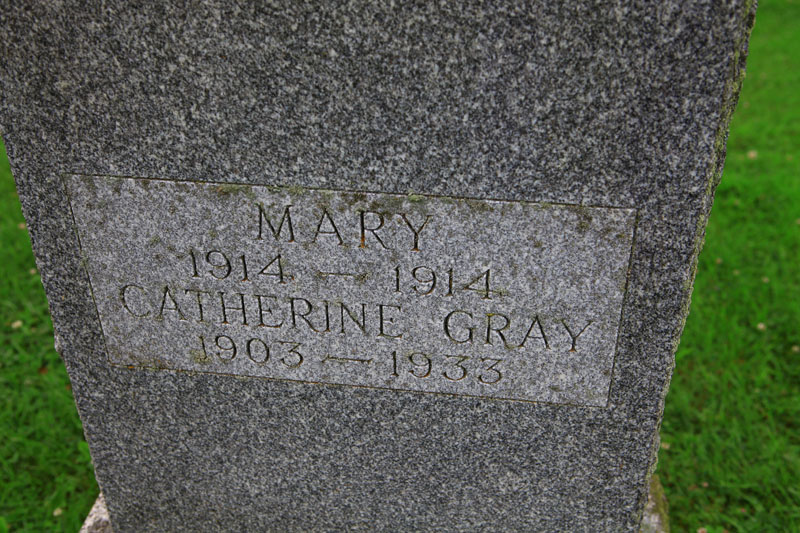 MARY
1914 — 1914
CATHERINE GRAY
1903 — 1933